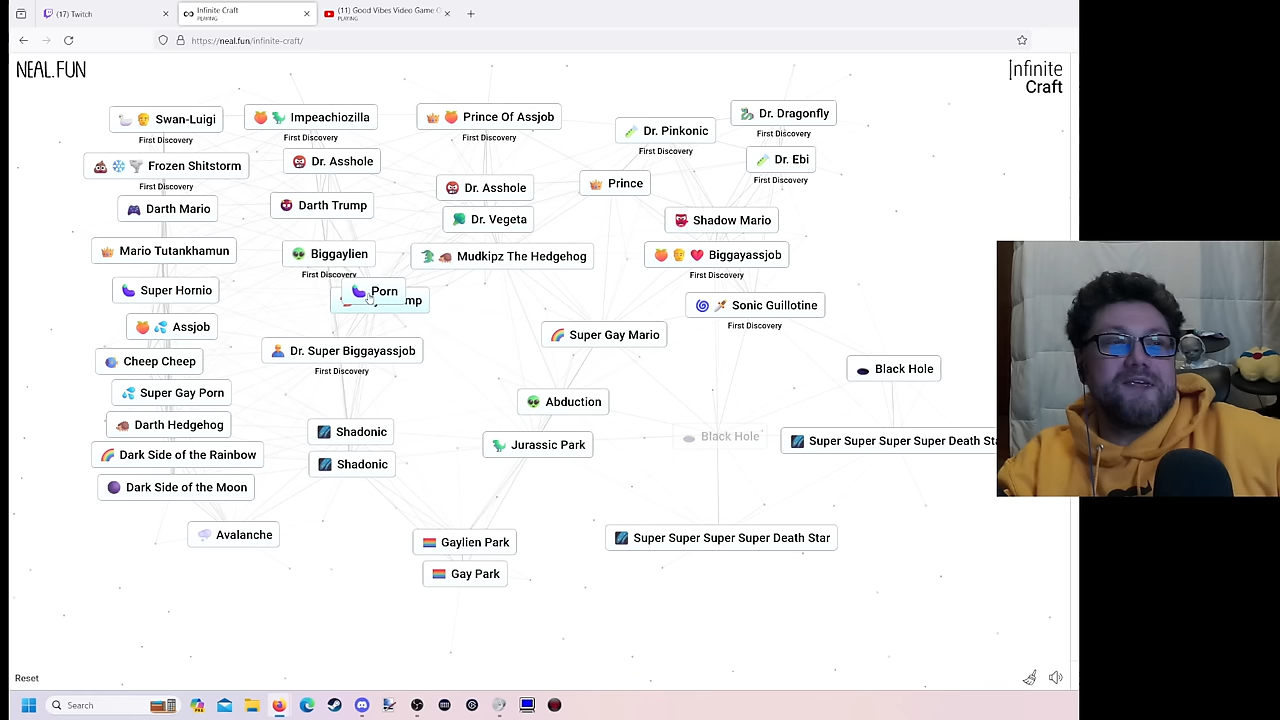 (17) Twitch
Infinite Craft
PLAYING
(11) Good Vibes Video Game
PLAYING
https://neal.fun/infinite-craft/
NEAL.FUN
Infinite
Craft
Swan-Luigi
First Discovery
Impeachiozilla
First Discovery
Prince Of Assjob
First Discovery
Dr. Pinkonic
First Discovery
Dr. Dragonfly
First Discovery
Frozen Shitstorm
First Discovery
Dr. Asshole
Dr. Asshole
Prince
Dr. Ebi
First Discovery
Darth Mario
Darth Trump
Dr. Vegeta
Shadow Mario
Mario Tutankhamun
Biggaylien
First Discovery
Mudkipz The Hedgehog
Biggayassjob
First Discovery
Super Hornio
Porn
Sonic Guillotine
First Discovery
Assjob
Super Gay Mario
Cheep Cheep
Dr. Super Biggayassjob
First Discovery
Black Hole
Super Gay Porn
Abduction
Darth Hedgehog
Shadonic
Jurassic Park
Black Hole
Super Super Super Super Death
Dark Side of the Rainbow
Shadonic
Dark Side of the Moon
Avalanche
Gaylien Park
Super Super Super Super Death Star
Gay Park
Reset
Search